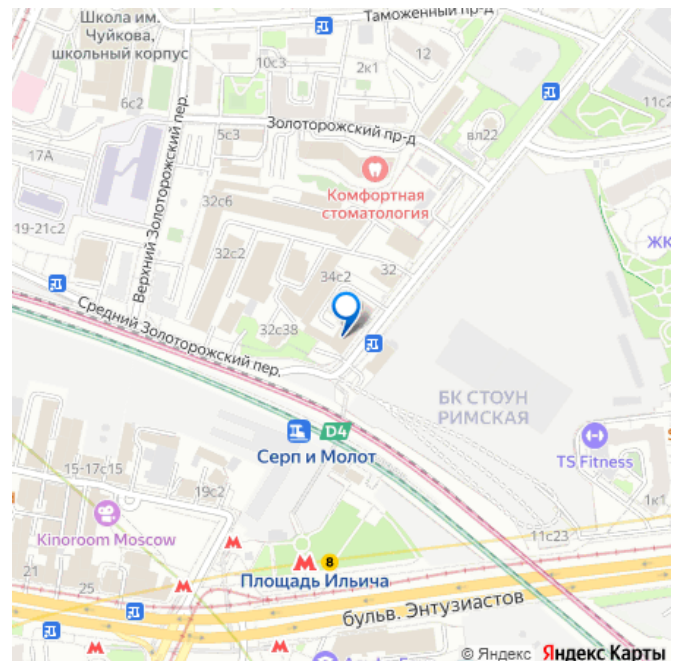 Школа им.
Чуйкова,
школьный корпус
Таможенный пр-д
10с3
2к1
12
6с2
11с2
Золоторожский пр-д
вл22
5с3
17А
Комфортная
стоматология
32с6
Верхний Золоторожский пер.
19-21с2
32с2
ЖК
34с2
32
Средний Золоторожский пер.
32с38
БК СТОУН
РИМСКАЯ
D4
Серп и Молот
TS Fitness
15-17с15
19с2
1к1
Kinoroom Moscow
11с23
8
Площадь Ильича
21
25
бульв. Энтузиастов
© Яндекс Яндекс Карты